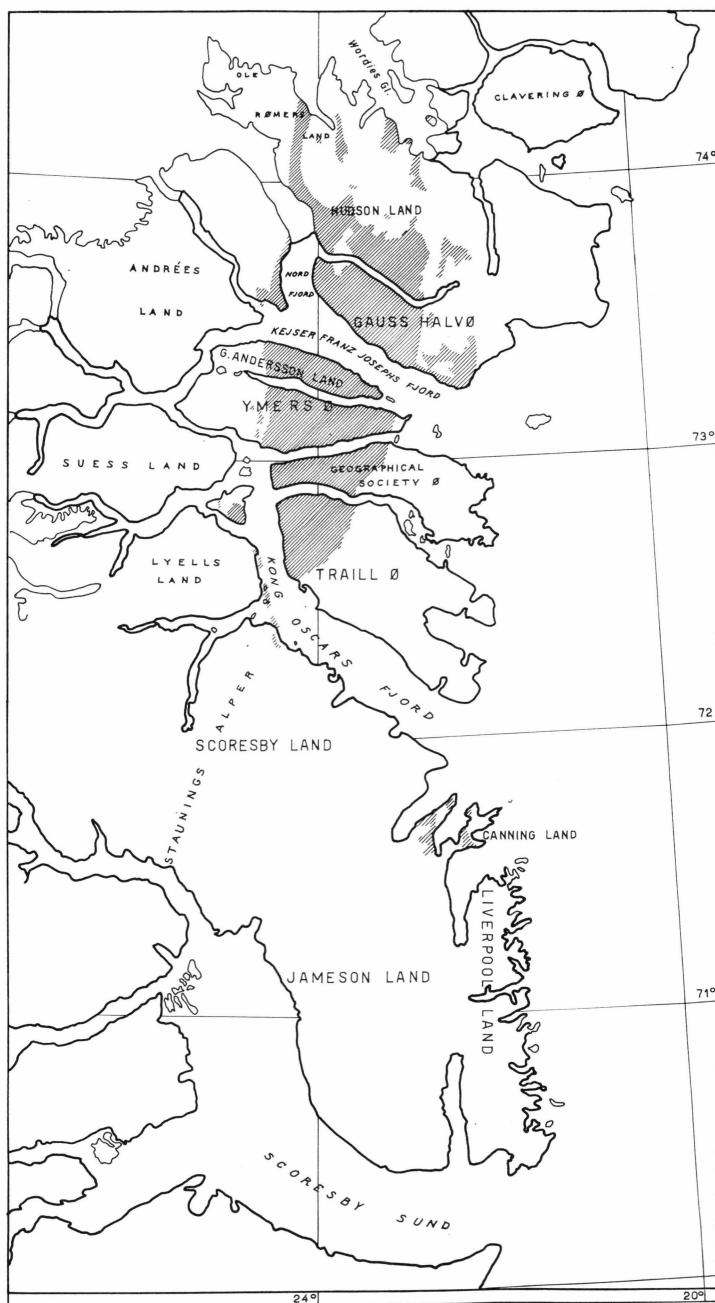 Wordies Gl.
OLE
RØMERS
LAND
CLAVERING Ø
74°
HUDSON LAND
ANDRÉES
LAND
NORD
FJORD
GAUSS HALVØ
KEJSER FRANZ JOSEPHS FJORD
G. ANDERSSON LAND
YMERS Ø
73°
SUESS LAND
GEOGRAPHICAL
SOCIETY Ø
LYELLS
LAND
TRAILL Ø
KONG OSCARS FJORD
72°
STAUNINGS ALPER
SCORESBY LAND
CANNING LAND
LIVERPOOL LAND
JAMESON LAND
71°
SCORESBY SUND
24°
20°